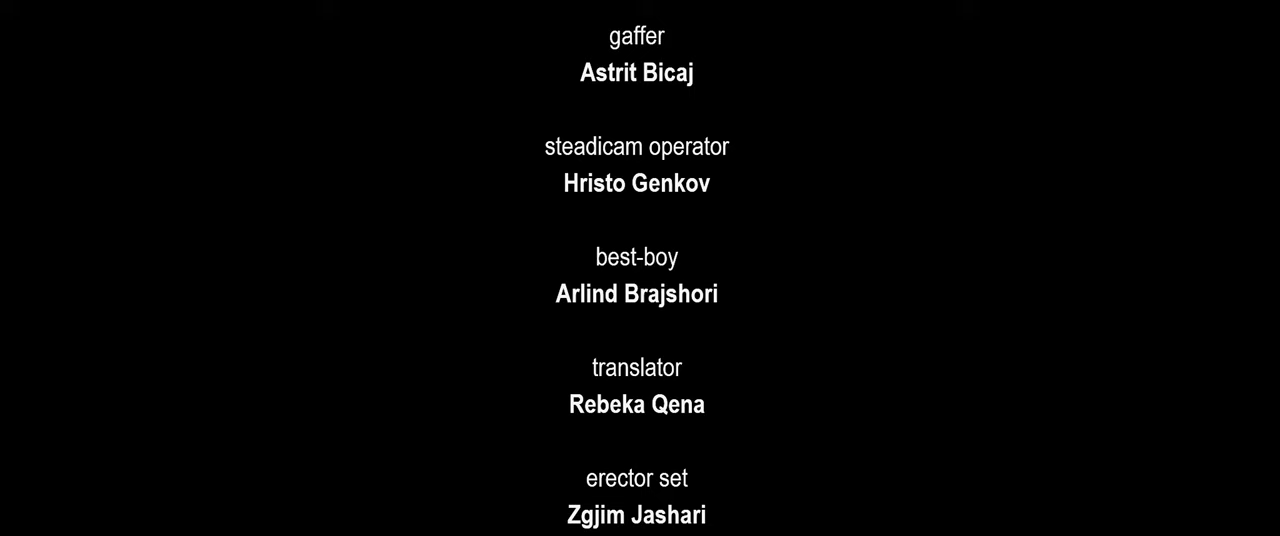 gaffer
Astrit Bicaj
steadicam operator
Hristo Genkov
best-boy
Arlind Brajshori
translator
Rebeka Qena
erector set
Zgjim Jashari